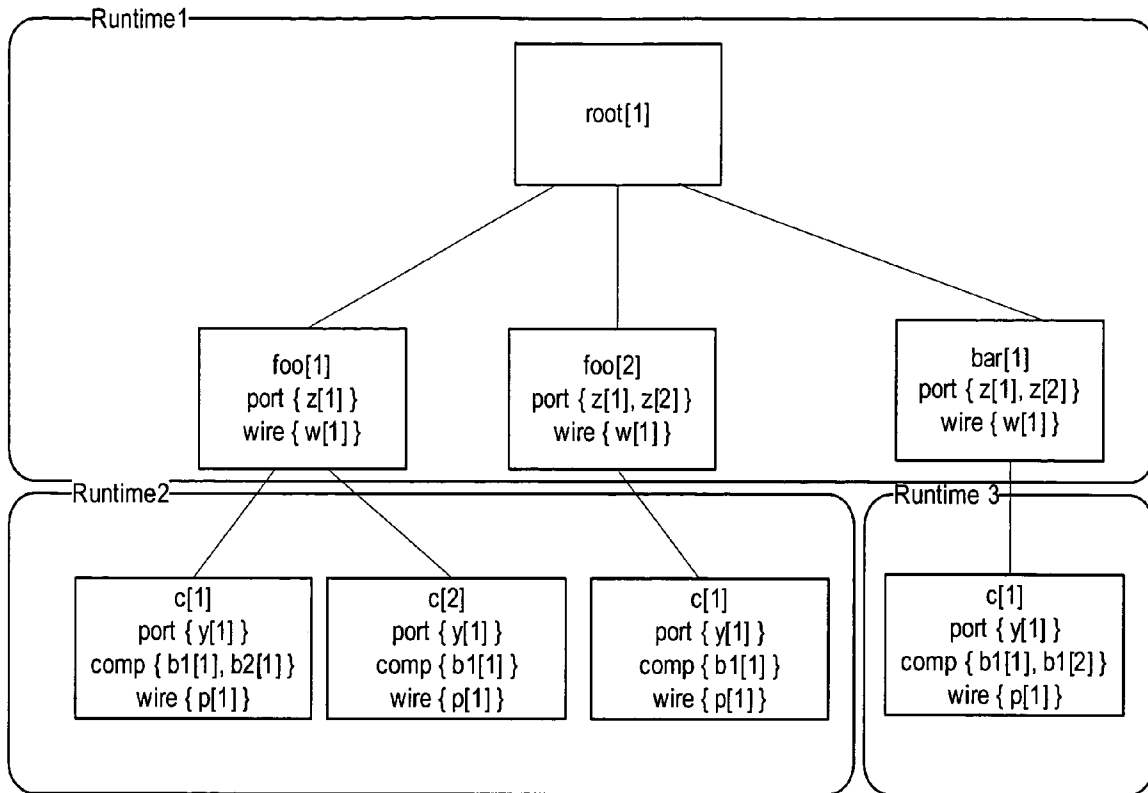 Runtime1
root[1]
foo[1]
port { z[1] }
wire { w[1] }
foo[2]
port { z[1], z[2] }
wire { w[1] }
bar[1]
port { z[1], z[2] }
wire { w[1] }
Runtime2
Runtime 3
c[1]
port { y[1] }
comp { b1[1], b2[1] }
wire { p[1] }
c[2]
port { y[1] }
comp { b1[1] }
wire { p[1] }
c[1]
port { y[1] }
comp { b1[1] }
wire { p[1] }
c[1]
port { y[1] }
comp { b1[1], b1[2] }
wire { p[1] }